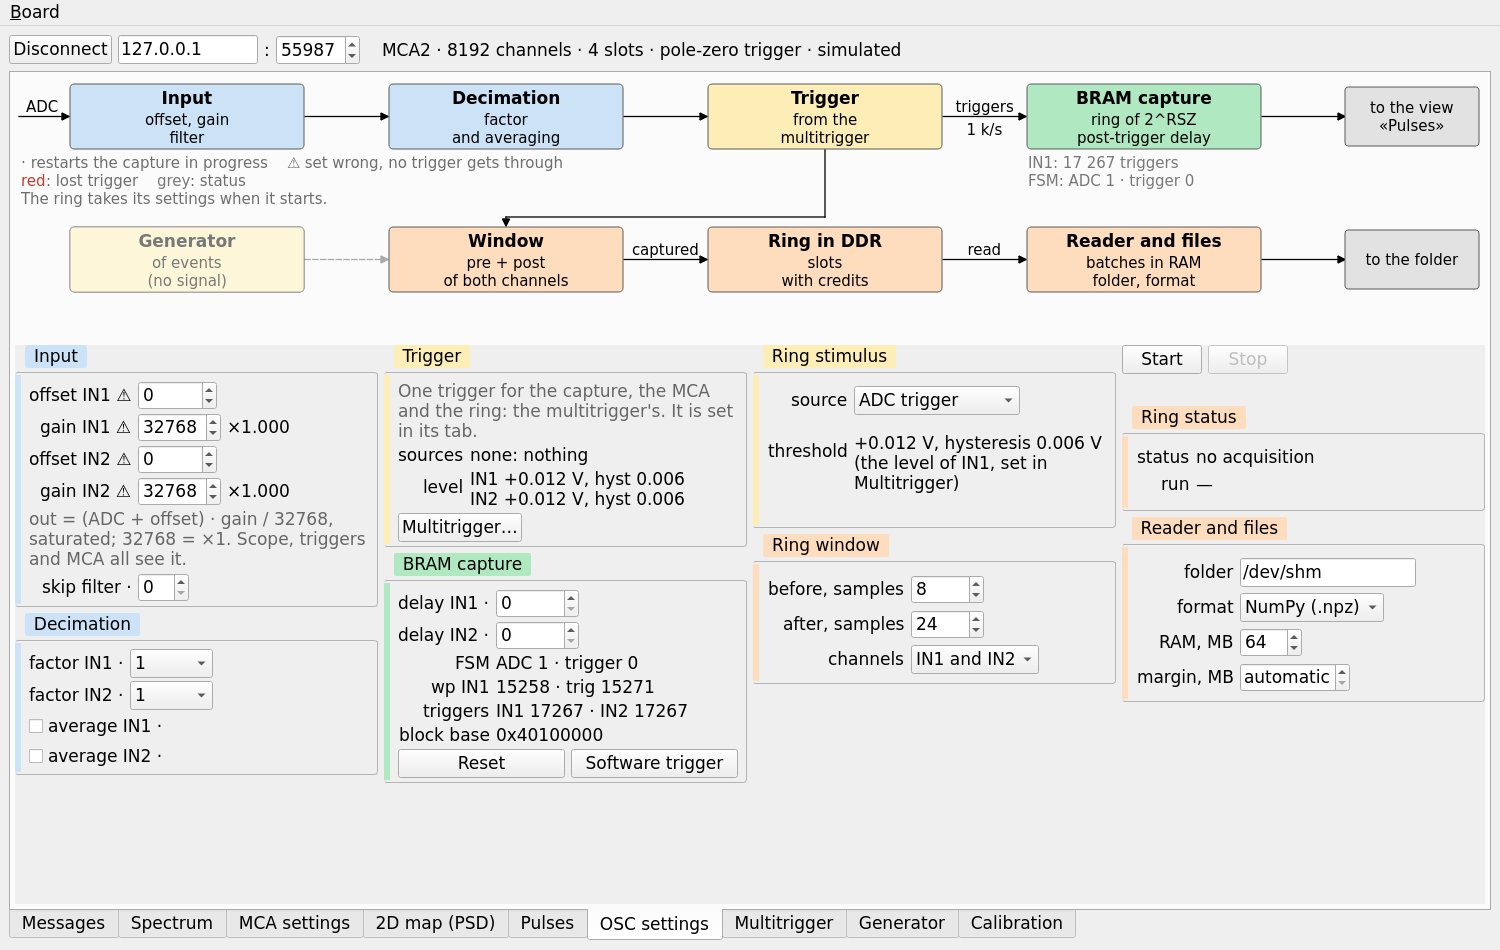 Board
Disconnect 127.0.0.1 : 55987 MCA2 · 8192 channels · 4 slots · pole-zero trigger · simulated
ADC
Input
offset, gain
filter
Decimation
factor
and averaging
Trigger
from the
multitrigger
triggers
1 k/s
BRAM capture
ring of 2^RSZ
post-trigger delay
to the view
«Pulses»
· restarts the capture in progress ⚠ set wrong, no trigger gets through
red: lost trigger grey: status
The ring takes its settings when it starts.
IN1: 17 267 triggers
FSM: ADC 1 · trigger 0
Generator
of events
(no signal)
Window
pre + post
of both channels
captured
Ring in DDR
slots
with credits
read
Reader and files
batches in RAM
folder, format
to the folder
Input
offset IN1 ⚠ 0
gain IN1 ⚠ 32768 ×1.000
offset IN2 ⚠ 0
gain IN2 ⚠ 32768 ×1.000
out = (ADC + offset) · gain / 32768,
saturated; 32768 = ×1. Scope, triggers
and MCA all see it.
skip filter · 0
Decimation
factor IN1 · 1
factor IN2 · 1
average IN1 ·
average IN2 ·
Trigger
One trigger for the capture, the MCA
and the ring: the multitrigger's. It is set
in its tab.
sources none: nothing
level IN1 +0.012 V, hyst 0.006
IN2 +0.012 V, hyst 0.006
Multitrigger...
BRAM capture
delay IN1 · 0
delay IN2 · 0
FSM ADC 1 · trigger 0
wp IN1 15258 · trig 15271
triggers IN1 17267 · IN2 17267
block base 0x40100000
Reset Software trigger
Ring stimulus
source ADC trigger
threshold +0.012 V, hysteresis 0.006 V
(the level of IN1, set in
Multitrigger)
Ring window
before, samples 8
after, samples 24
channels IN1 and IN2
Start Stop
Ring status
status no acquisition
run —
Reader and files
folder /dev/shm
format NumPy (.npz)
RAM, MB 64
margin, MB automatic
Messages Spectrum MCA settings 2D map (PSD) Pulses OSC settings Multitrigger Generator Calibration